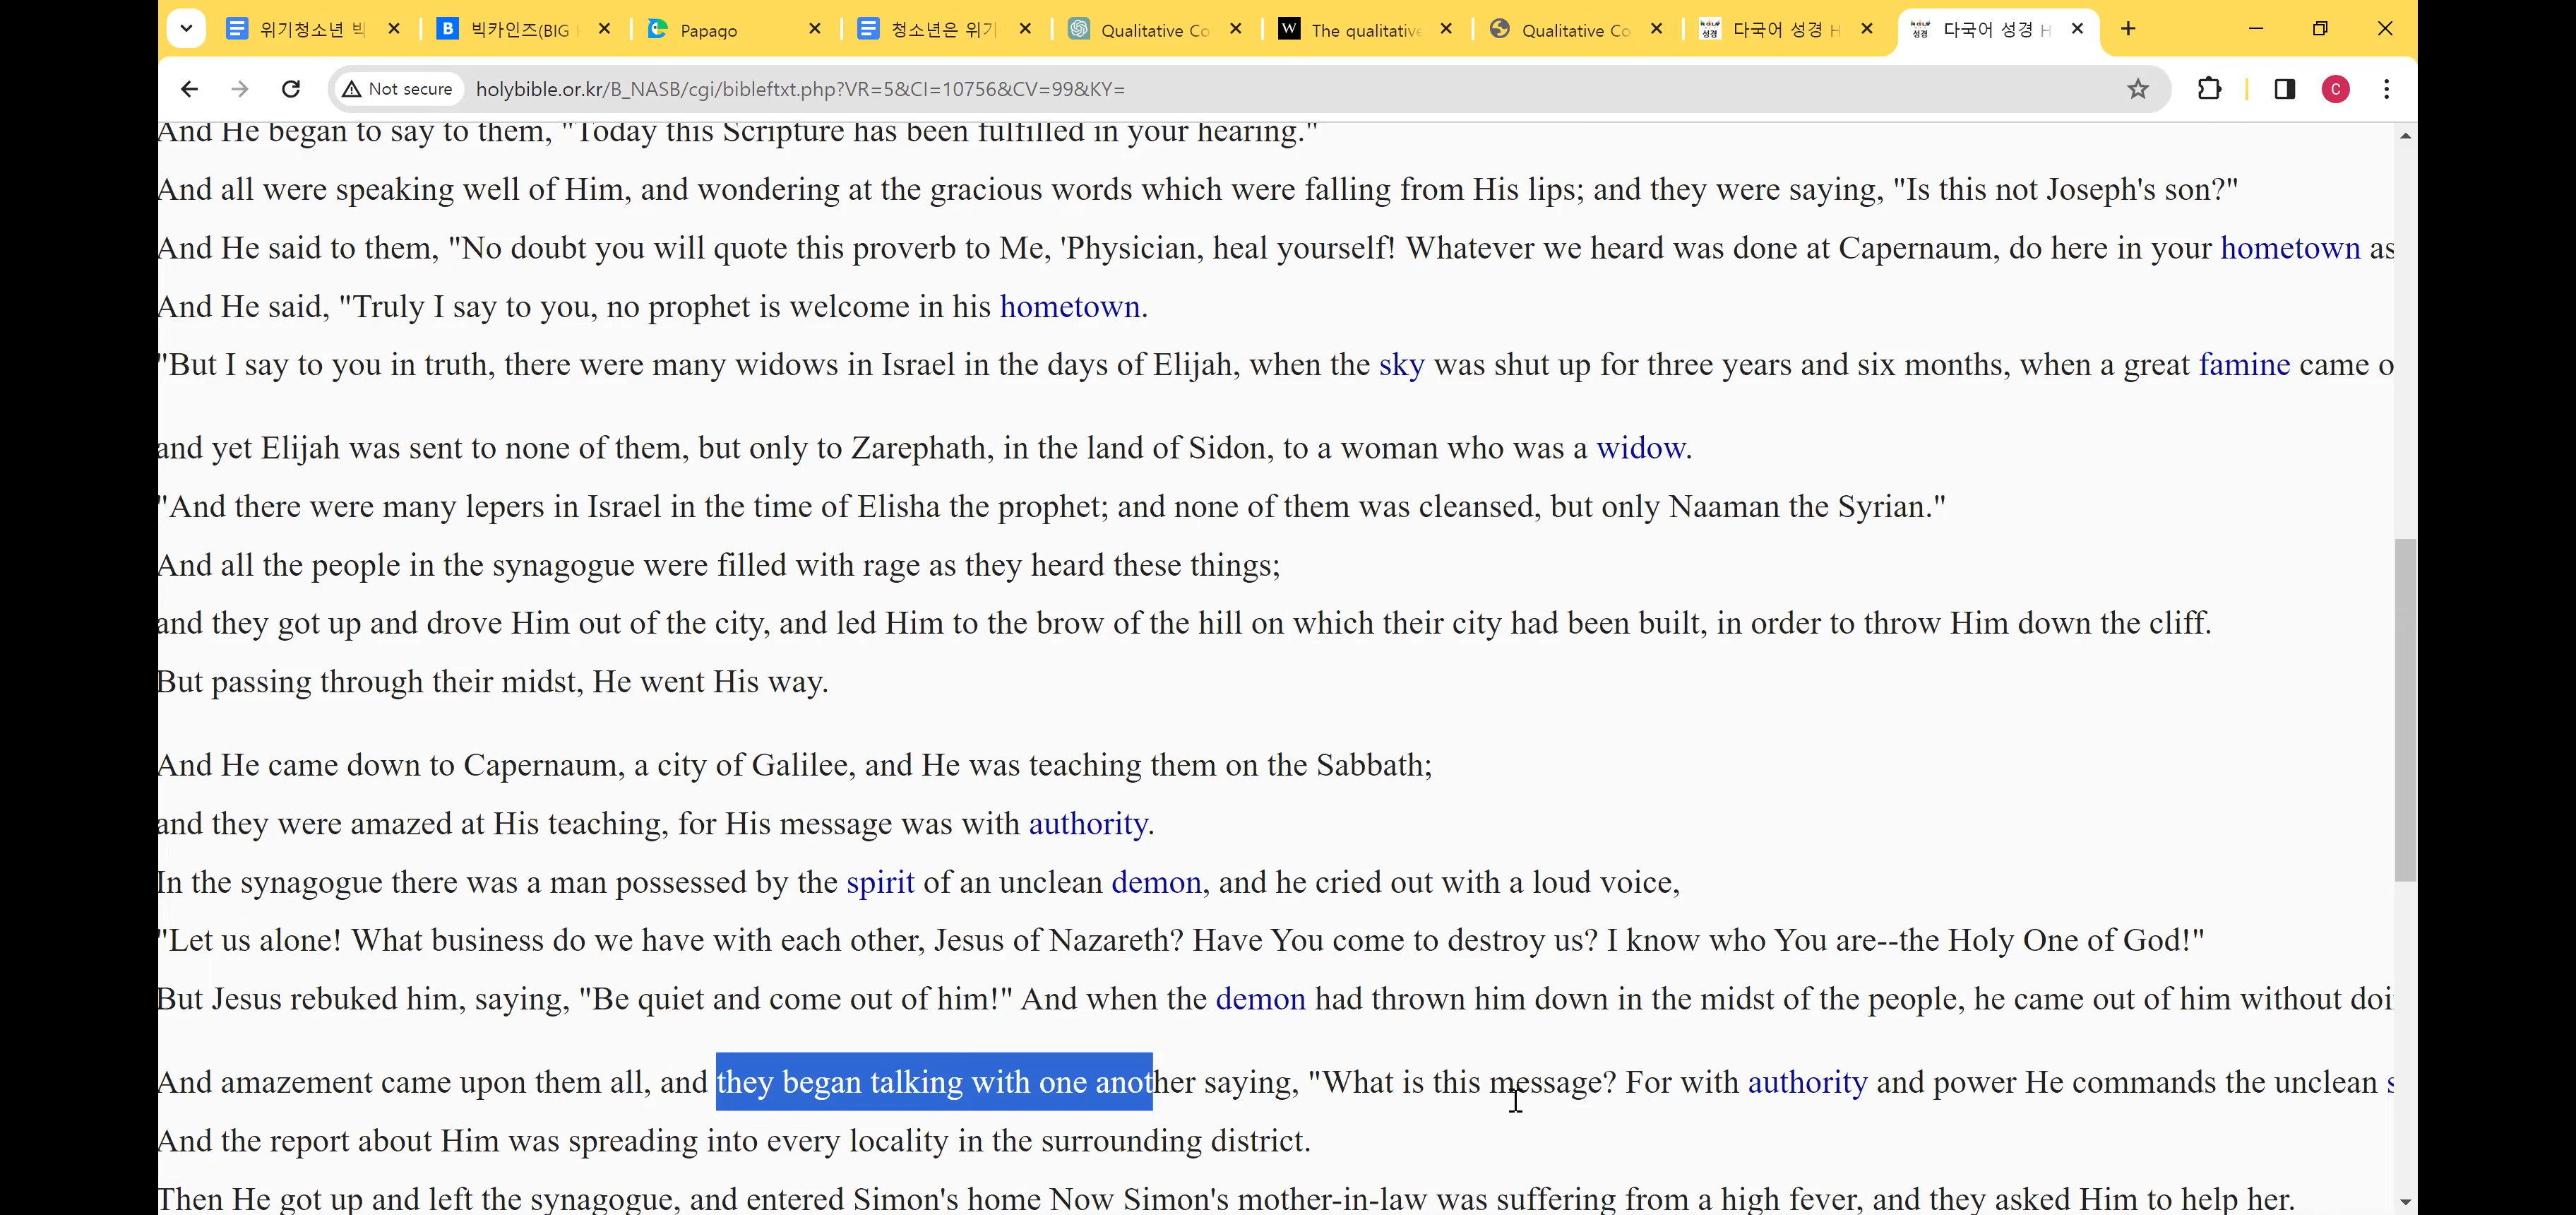 위기청소년 빅
빅카인즈(BIG
Papago
청소년은 위기
Qualitative Co
The qualitative
Qualitative Co
다국어 성경 H
다국어 성경 H
Not secure
holybible.or.kr/B_NASB/cgi/bibleftxt.php?VR=5&CI=10756&CV=99&KY=
C
And He began to say to them, "Today this Scripture has been fulfilled in your hearing."
And all were speaking well of Him, and wondering at the gracious words which were falling from His lips; and they were saying, "Is this not Joseph's son?"
And He said to them, "No doubt you will quote this proverb to Me, 'Physician, heal yourself! Whatever we heard was done at Capernaum, do here in your hometown as
And He said, "Truly I say to you, no prophet is welcome in his hometown.
"But I say to you in truth, there were many widows in Israel in the days of Elijah, when the sky was shut up for three years and six months, when a great famine came o
and yet Elijah was sent to none of them, but only to Zarephath, in the land of Sidon, to a woman who was a widow.
"And there were many lepers in Israel in the time of Elisha the prophet; and none of them was cleansed, but only Naaman the Syrian."
And all the people in the synagogue were filled with rage as they heard these things;
and they got up and drove Him out of the city, and led Him to the brow of the hill on which their city had been built, in order to throw Him down the cliff.
But passing through their midst, He went His way.
And He came down to Capernaum, a city of Galilee, and He was teaching them on the Sabbath;
and they were amazed at His teaching, for His message was with authority.
In the synagogue there was a man possessed by the spirit of an unclean demon, and he cried out with a loud voice,
"Let us alone! What business do we have with each other, Jesus of Nazareth? Have You come to destroy us? I know who You are--the Holy One of God!"
But Jesus rebuked him, saying, "Be quiet and come out of him!" And when the demon had thrown him down in the midst of the people, he came out of him without doi
And amazement came upon them all, and they began talking with one another saying, "What is this message? For with authority and power He commands the unclean s
And the report about Him was spreading into every locality in the surrounding district.
Then He got up and left the synagogue, and entered Simon's home Now Simon's mother-in-law was suffering from a high fever, and they asked Him to help her.